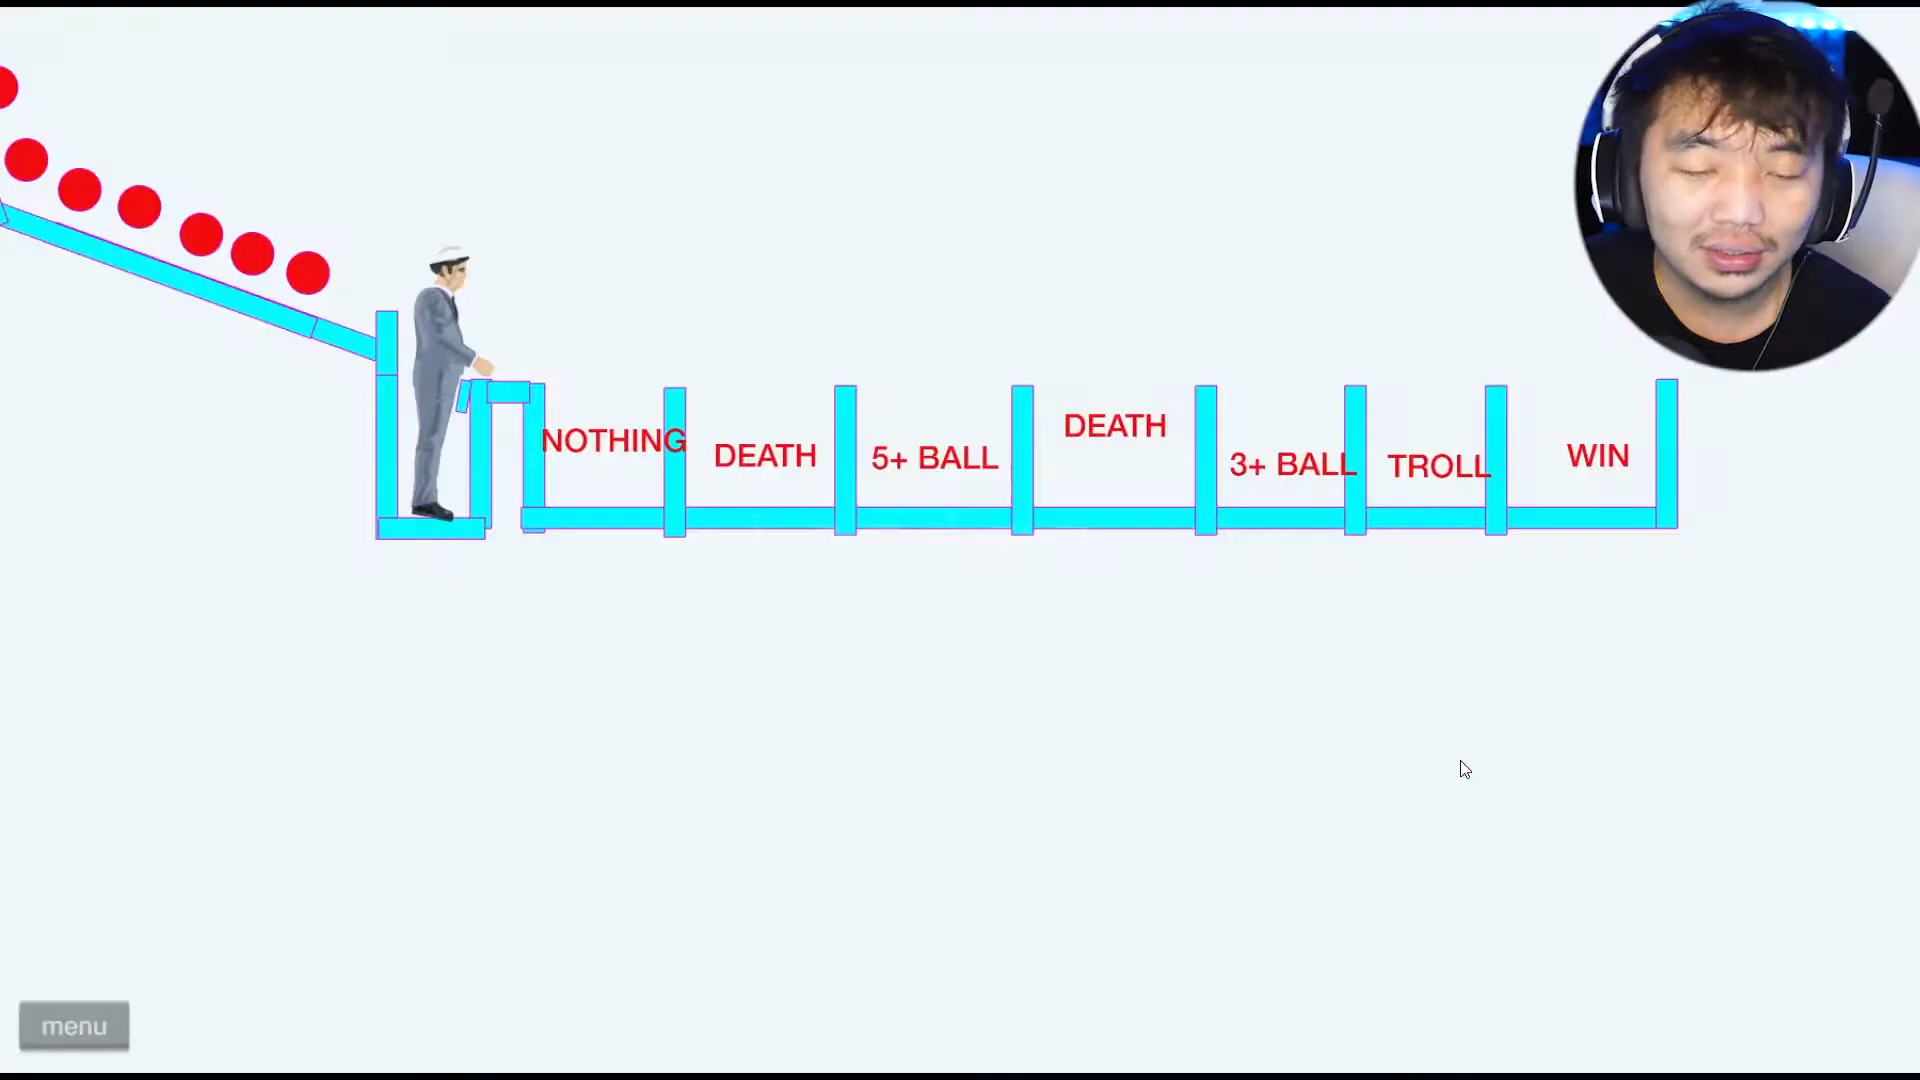 NOTHING
DEATH
5+ BALL
DEATH
3+ BALL
TROLL
WIN
menu